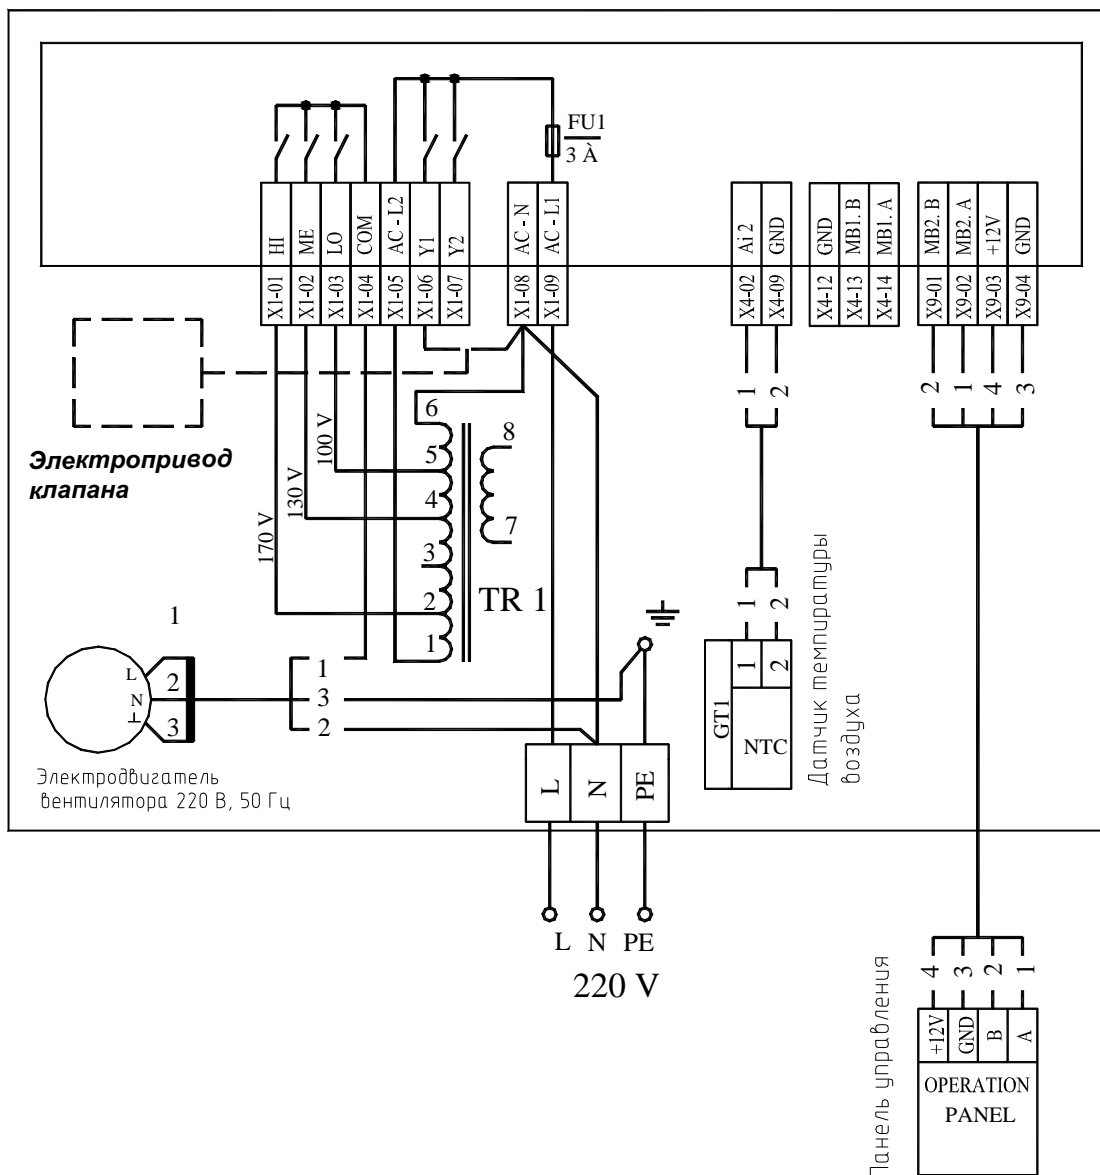 FU1
3 À
HI
ME
LO
COM
AC - L2
Y1
Y2
AC - N
AC - L1
Ai 2
GND
GND
MB1. B
MB1. A
MB2. B
MB2. A
+12V
GND
X1-01
X1-02
X1-03
X1-04
X1-05
X1-06
X1-07
X1-08
X1-09
X4-02
X4-09
X4-12
X4-13
X4-14
X9-01
X9-02
X9-03
X9-04
1
2
2
1
4
3
Электропривод
клапана
170 V
130 V
100 V
6
5
4
3
2
1
8
7
TR 1
1
L
N
2
3
1
3
2
Электродвигатель
вентилятора 220 В, 50 Гц
1
2
1
2
GT1
NTC
Датчик темпиратуры
воздуха
L
N
PE
L N PE
220 V
4
3
2
1
+12V
GND
B
A
OPERATION
PANEL
Панель управления